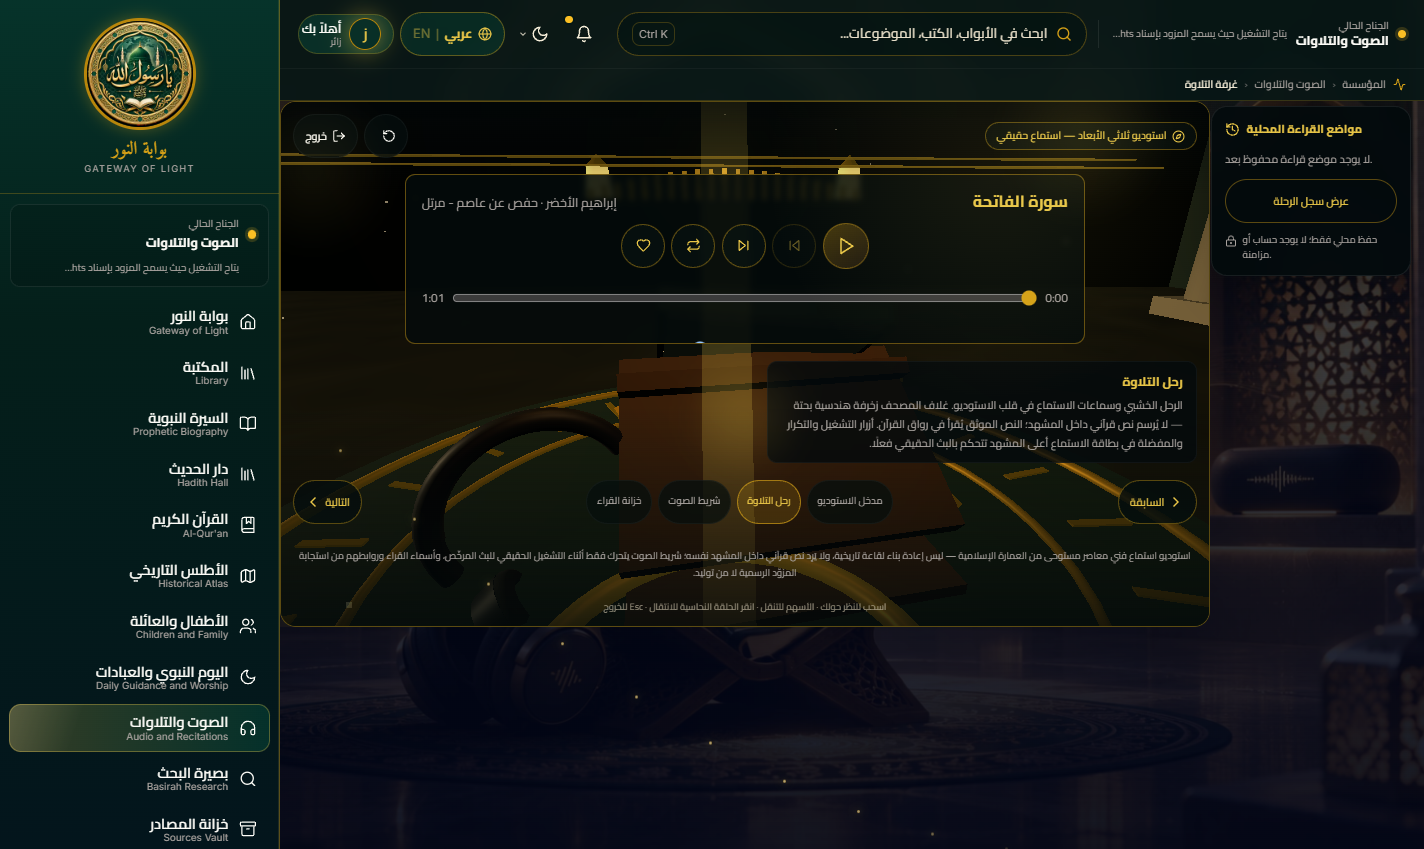 الجناح الحالي
الصوت والتلاوات
يتاح التشغيل حيث يسمح المزود بإسناد hts...
ابحث في الأبواب، الكتب، الموضوعات...
Ctrl K
عربي | EN
ز
أهلاً بك
زائر
المؤسسة › الصوت والتلاوات › غرفة التلاوة
يا رسول الله
بوابة النور
GATEWAY OF LIGHT
الجناح الحالي
الصوت والتلاوات
يتاح التشغيل حيث يسمح المزود بإسناد hts...
بوابة النور
Gateway of Light
المكتبة
Library
السيرة النبوية
Prophetic Biography
دار الحديث
Hadith Hall
القرآن الكريم
Al-Qur'an
الأطلس التاريخي
Historical Atlas
الأطفال والعائلة
Children and Family
اليوم النبوي والعبادات
Daily Guidance and Worship
الصوت والتلاوات
Audio and Recitations
بصيرة البحث
Basirah Research
خزانة المصادر
Sources Vault
مواضع القراءة المحلية
لا يوجد موضع قراءة محفوظ بعد.
عرض سجل الرحلة
حفظ محلي فقط؛ لا يوجد حساب أو
مزامنة.
استوديو ثلاثي الأبعاد — استماع حقيقي
خروج
سورة الفاتحة
إبراهيم الأخضر · حفص عن عاصم - مرتل
0:00
1:01
رحل التلاوة
الرحل الخشبي وسماعات الاستماع في قلب الاستوديو. غلاف المصحف زخرفة هندسية بحتة
— لا يُرسم نص قرآني داخل المشهد؛ النص الموثق يُقرأ في رواق القرآن. أزرار التشغيل والتكرار
والمفضلة في بطاقة الاستماع أعلى المشهد تتحكم بالبث الحقيقي فعلًا.
السابقة
مدخل الاستوديو
رحل التلاوة
شريط الصوت
خزانة القراء
التالية
استوديو استماع فني معاصر مستوحى من العمارة الإسلامية — ليس إعادة بناء لقاعة تاريخية، ولا يَرِد نص قرآني داخل المشهد نفسه؛ شريط الصوت يتحرك فقط أثناء التشغيل الحقيقي للبث المرخّص، وأسماء القراء وروابطهم من استجابة
المزوّد الرسمية لا من توليد.
اسحب للنظر حولك · الأسهم للتنقل · انقر الحلقة النحاسية للانتقال · Esc للخروج